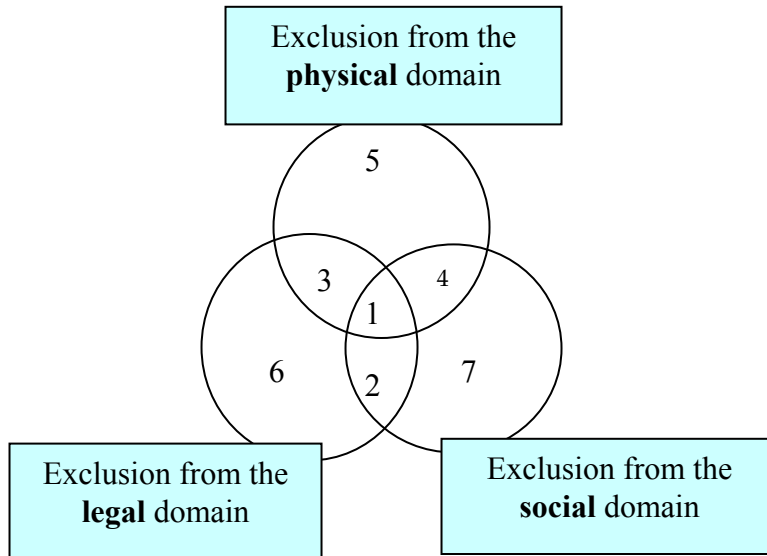 Exclusion from the
physical domain
5
3
4
1
6
2
7
Exclusion from the
legal domain
Exclusion from the
social domain